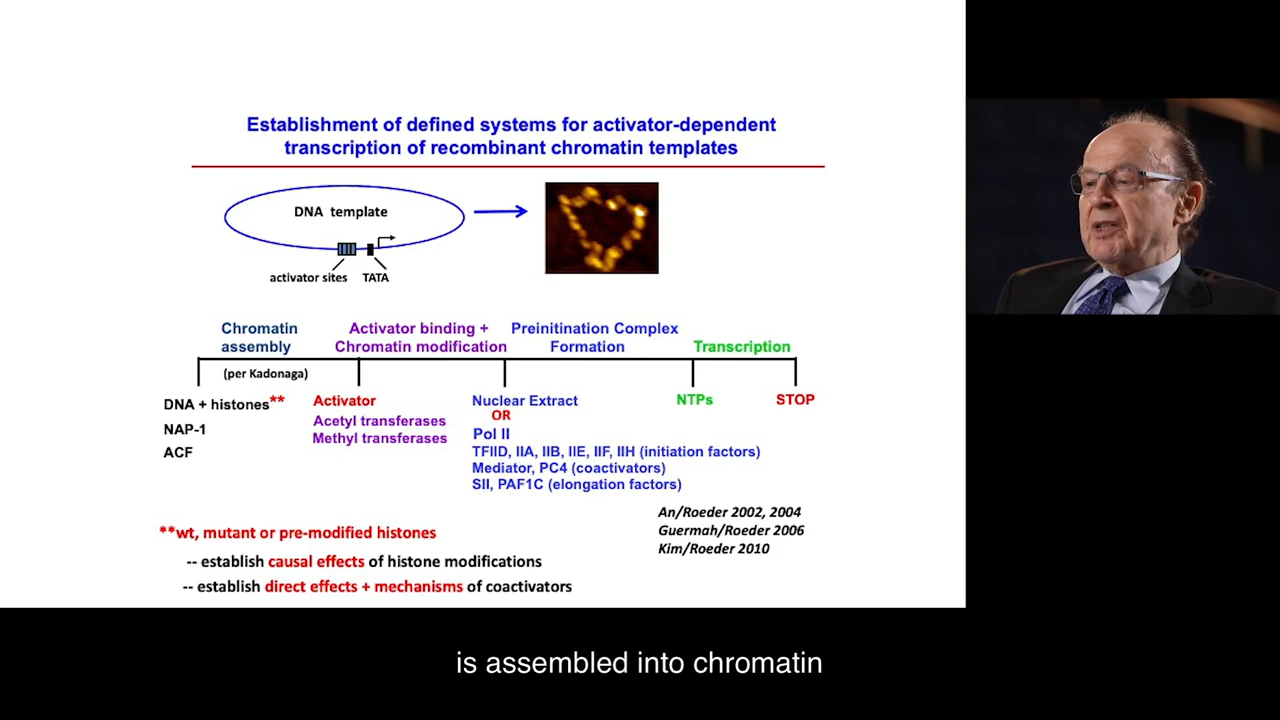 Establishment of defined systems for activator-dependent
transcription of recombinant chromatin templates
DNA template
activator sites TATA
Chromatin
assembly
(per Kadonaga)
Activator binding +
Chromatin modification
Preinitination Complex
Formation
Transcription
DNA + histones**
NAP-1
ACF
Activator
Acetyl transferases
Methyl transferases
Nuclear Extract
OR
Pol II
TFIID, IIA, IIB, IIE, IIF, IIH (initiation factors)
Mediator, PC4 (coactivators)
SII, PAF1C (elongation factors)
NTPs
STOP
An/Roeder 2002, 2004
Guermah/Roeder 2006
Kim/Roeder 2010
**wt, mutant or pre-modified histones
-- establish causal effects of histone modifications
-- establish direct effects + mechanisms of coactivators
is assembled into chromatin